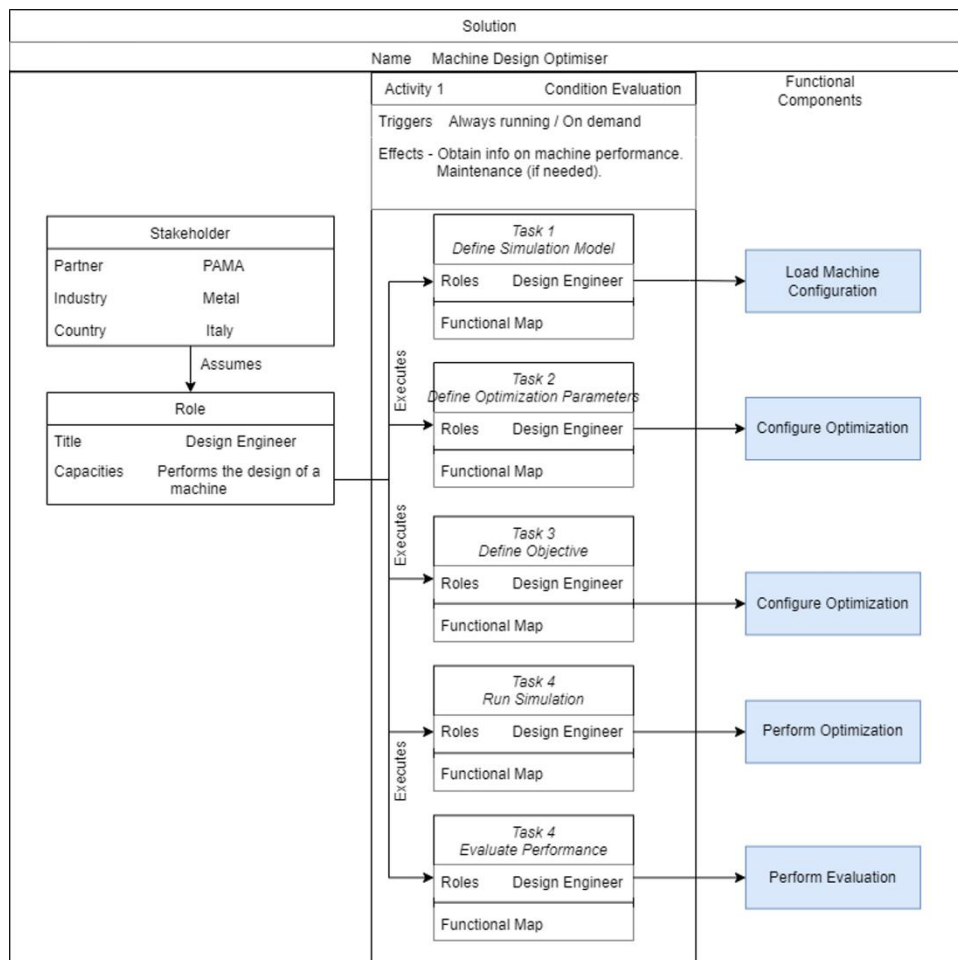 Solution
Name Machine Design Optimiser
Activity 1 Condition Evaluation
Triggers Always running / On demand
Effects - Obtain info on machine performance.
Maintenance (if needed).
Functional
Components
Stakeholder
Partner PAMA
Industry Metal
Country Italy
Assumes
Role
Title Design Engineer
Capacities Performs the design of a
machine
Executes
Executes
Executes
Task 1
Define Simulation Model
Roles Design Engineer
Functional Map
Load Machine
Configuration
Task 2
Define Optimization Parameters
Roles Design Engineer
Functional Map
Configure Optimization
Task 3
Define Objective
Roles Design Engineer
Functional Map
Configure Optimization
Task 4
Run Simulation
Roles Design Engineer
Functional Map
Perform Optimization
Task 4
Evaluate Performance
Roles Design Engineer
Functional Map
Perform Evaluation